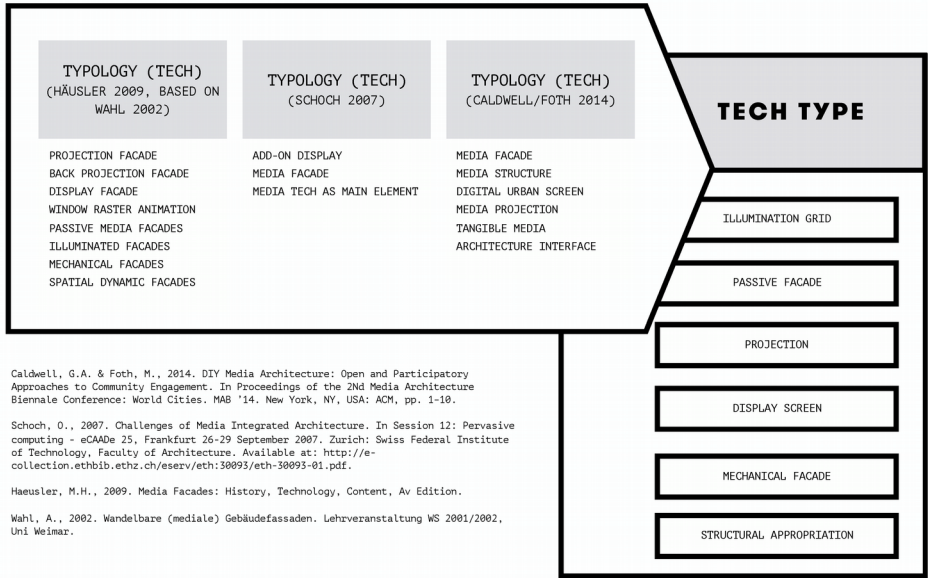 TYPOLOGY (TECH)
(HÄUSLER 2009, BASED ON
WAHL 2002)
PROJECTION FACADE
BACK PROJECTION FACADE
DISPLAY FACADE
WINDOW RASTER ANIMATION
PASSIVE MEDIA FACADES
ILLUMINATED FACADES
MECHANICAL FACADES
SPATIAL DYNAMIC FACADES
TYPOLOGY (TECH)
(SCHOCH 2007)
ADD-ON DISPLAY
MEDIA FACADE
MEDIA TECH AS MAIN ELEMENT
TYPOLOGY (TECH)
(CALDWELL/FOTH 2014)
MEDIA FACADE
MEDIA STRUCTURE
DIGITAL URBAN SCREEN
MEDIA PROJECTION
TANGIBLE MEDIA
ARCHITECTURE INTERFACE
TECH TYPE
ILLUMINATION GRID
PASSIVE FACADE
PROJECTION
DISPLAY SCREEN
MECHANICAL FACADE
STRUCTURAL APPROPRIATION
Caldwell, G.A. & Foth, M., 2014. DIY Media Architecture: Open and Participatory
Approaches to Community Engagement. In Proceedings of the 2Nd Media Architecture
Biennale Conference: World Cities. MAB '14. New York, NY, USA: ACM, pp. 1–10.
Schoch, O., 2007. Challenges of Media Integrated Architecture. In Session 12: Pervasive
computing - eCAADe 25, Frankfurt 26-29 September 2007. Zurich: Swiss Federal Institute
of Technology, Faculty of Architecture. Available at: http://e-
collection.ethbib.ethz.ch/eserv/eth:30093/eth-30093-01.pdf.
Haeusler, M.H., 2009. Media Facades: History, Technology, Content, Av Edition.
Wahl, A., 2002. Wandelbare (mediale) Gebäudefassaden. Lehrveranstaltung WS 2001/2002,
Uni Weimar.